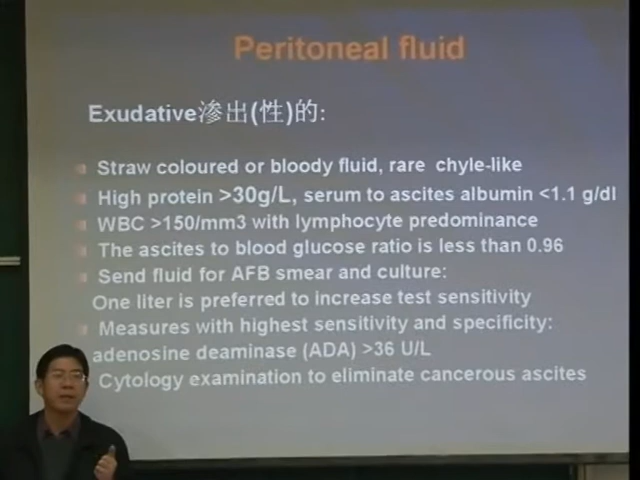 Peritoneal fluid
Exudative渗出(性)的:
Straw coloured or bloody fluid, rare chyle-like
High protein >30g/L, serum to ascites albumin <1.1 g/dl
WBC >150/mm3 with lymphocyte predominance
The ascites to blood glucose ratio is less than 0.96
Send fluid for AFB smear and culture:
One liter is preferred to increase test sensitivity
Measures with highest sensitivity and specificity:
adenosine deaminase (ADA) >36 U/L
Cytology examination to eliminate cancerous ascites